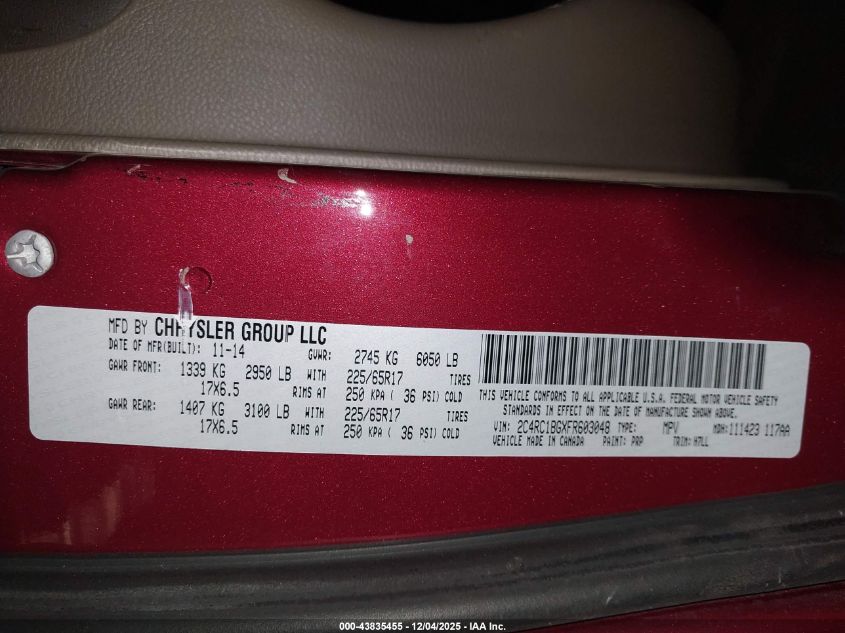 MFD BY CHRYSLER GROUP LLC
DATE OF MFR(BUILT): 11-14 GVWR: 2745 KG 6050 LB
GAWR FRONT: 1339 KG 2950 LB WITH 225/65R17 TIRES
17X6.5 RIMS AT 250 KPA ( 36 PSI) COLD
GAWR REAR: 1407 KG 3100 LB WITH 225/65R17 TIRES
17X6.5 RIMS AT 250 KPA ( 36 PSI) COLD
THIS VEHICLE CONFORMS TO ALL APPLICABLE U.S.A. FEDERAL MOTOR VEHICLE SAFETY
STANDARDS IN EFFECT ON THE DATE OF MANUFACTURE SHOWN ABOVE.
VIN: 2C4RC1BGXFR603048 TYPE: MPV MDH:111423 117AA
VEHICLE MADE IN CANADA PAINT: PRP TRIM: H7LL
000-43835455 - 12/04/2025 - IAA Inc.